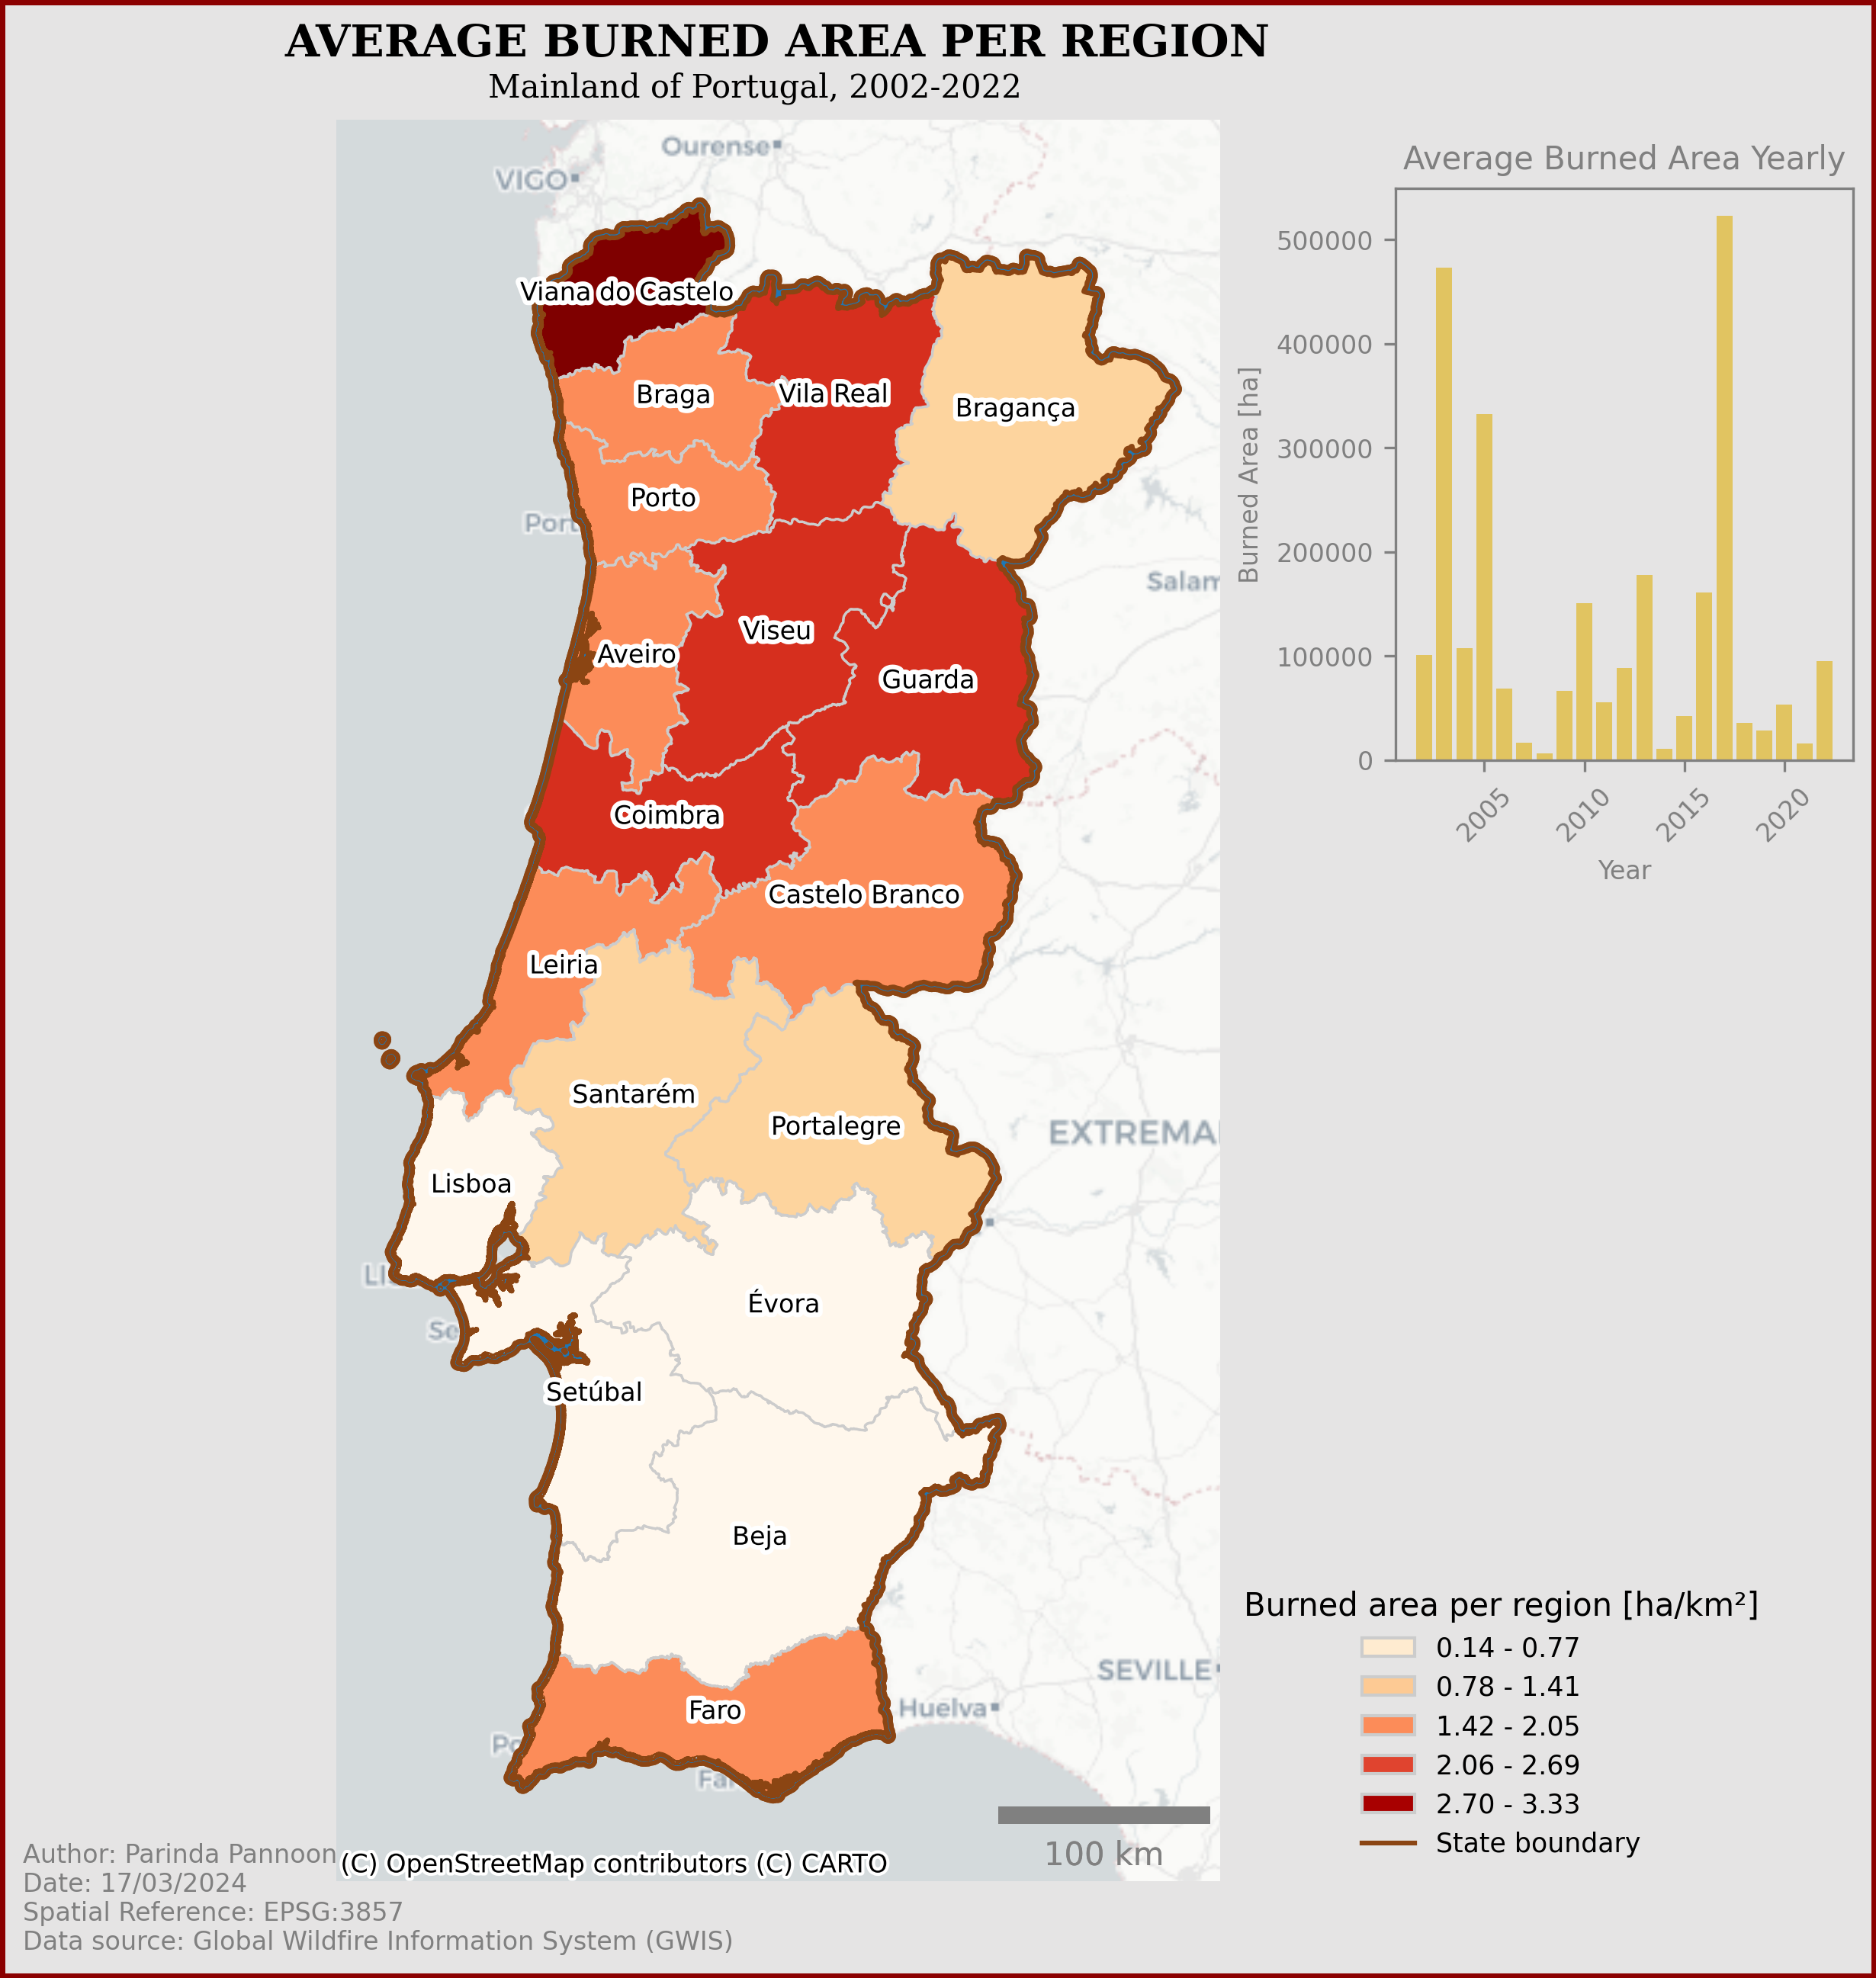 AVERAGE BURNED AREA PER REGION
Mainland of Portugal, 2002-2022
Ourense
VIGO
Viana do Castelo
Braga
Vila Real
Bragança
Porto
Port
Salam
Viseu
Aveiro
Guarda
Coimbra
Castelo Branco
Leiria
Santarém
Portalegre
EXTREMA
Lisboa
Évora
Setúbal
Beja
SEVILLE
Faro
Huelva
100 km
(C) OpenStreetMap contributors (C) CARTO
Average Burned Area Yearly
Burned Area [ha]
500000
400000
300000
200000
100000
0
2005
2010
2015
2020
Year
Burned area per region [ha/km²]
0.14 - 0.77
0.78 - 1.41
1.42 - 2.05
2.06 - 2.69
2.70 - 3.33
State boundary
Author: Parinda Pannoon
Date: 17/03/2024
Spatial Reference: EPSG:3857
Data source: Global Wildfire Information System (GWIS)